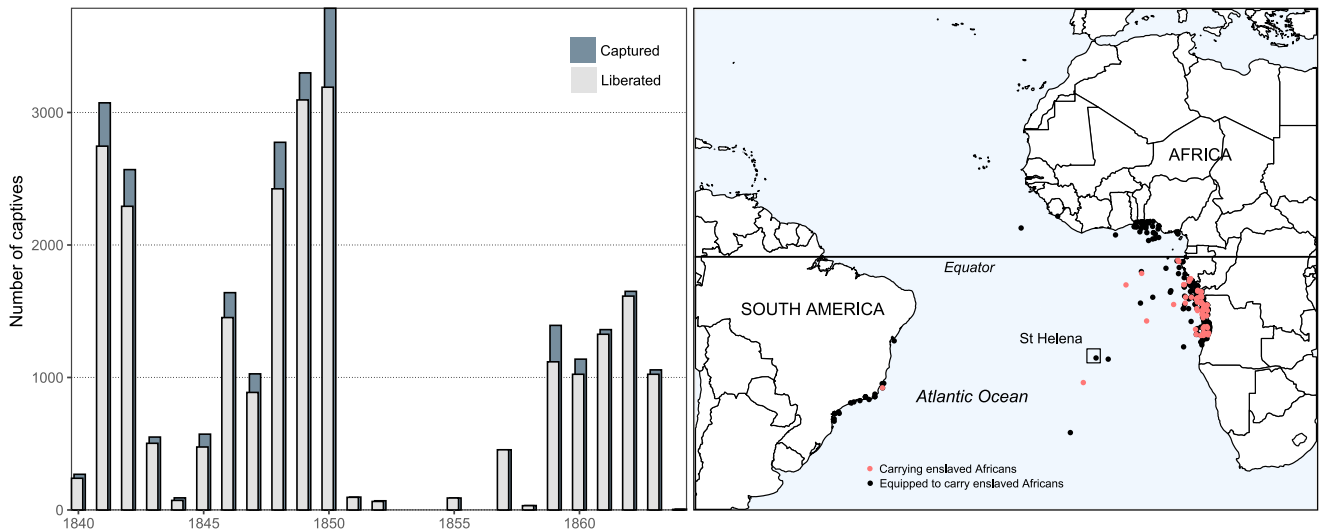 Number of captives
3000
2000
1000
0
1840
1845
1850
1855
1860
Captured
Liberated
AFRICA
Equator
SOUTH AMERICA
St Helena
Atlantic Ocean
Carrying enslaved Africans
Equipped to carry enslaved Africans